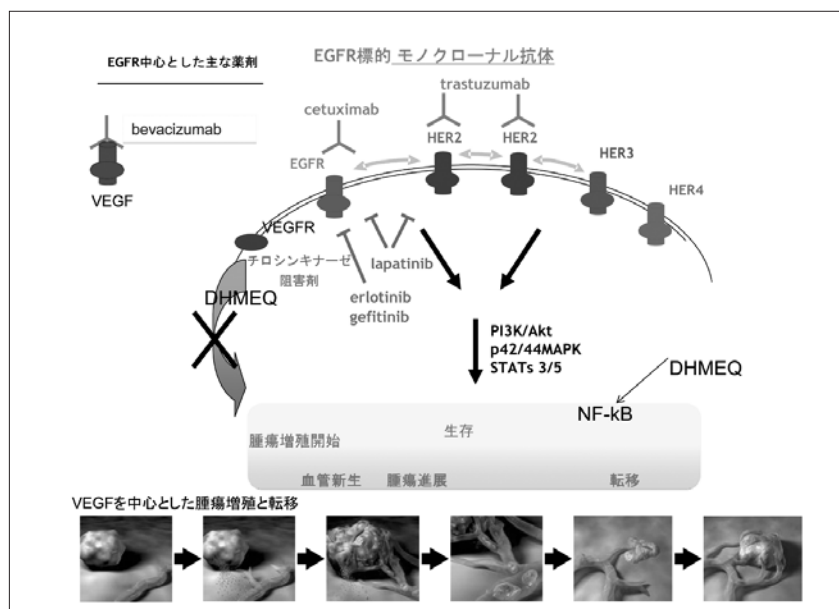 EGFR中心とした主な薬剤
EGFR標的 モノクローナル抗体
trastuzumab
cetuximab
bevacizumab
HER2
HER2
EGFR
HER3
VEGF
HER4
VEGFR
チロシンキナーゼ
阻害剤
lapatinib
DHMEQ
erlotinib
gefitinib
PI3K/Akt
p42/44MAPK
STATs 3/5
DHMEQ
NF-kB
腫瘍増殖開始
生存
血管新生
腫瘍進展
転移
VEGFを中心とした腫瘍増殖と転移